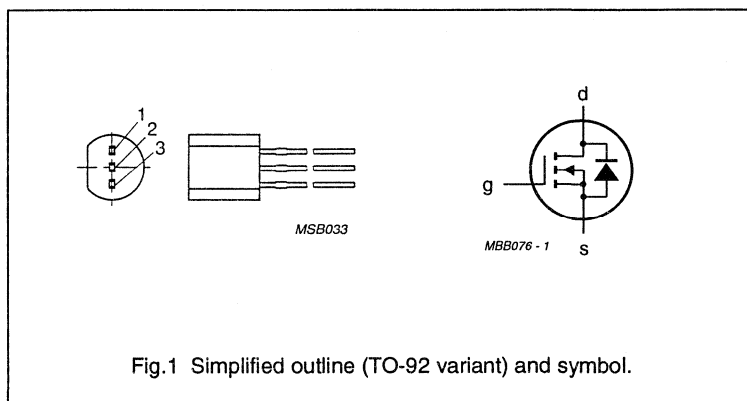 1
2
3
MSB033
d
g
s
MBB076 - 1
Fig.1 Simplified outline (TO-92 variant) and symbol.